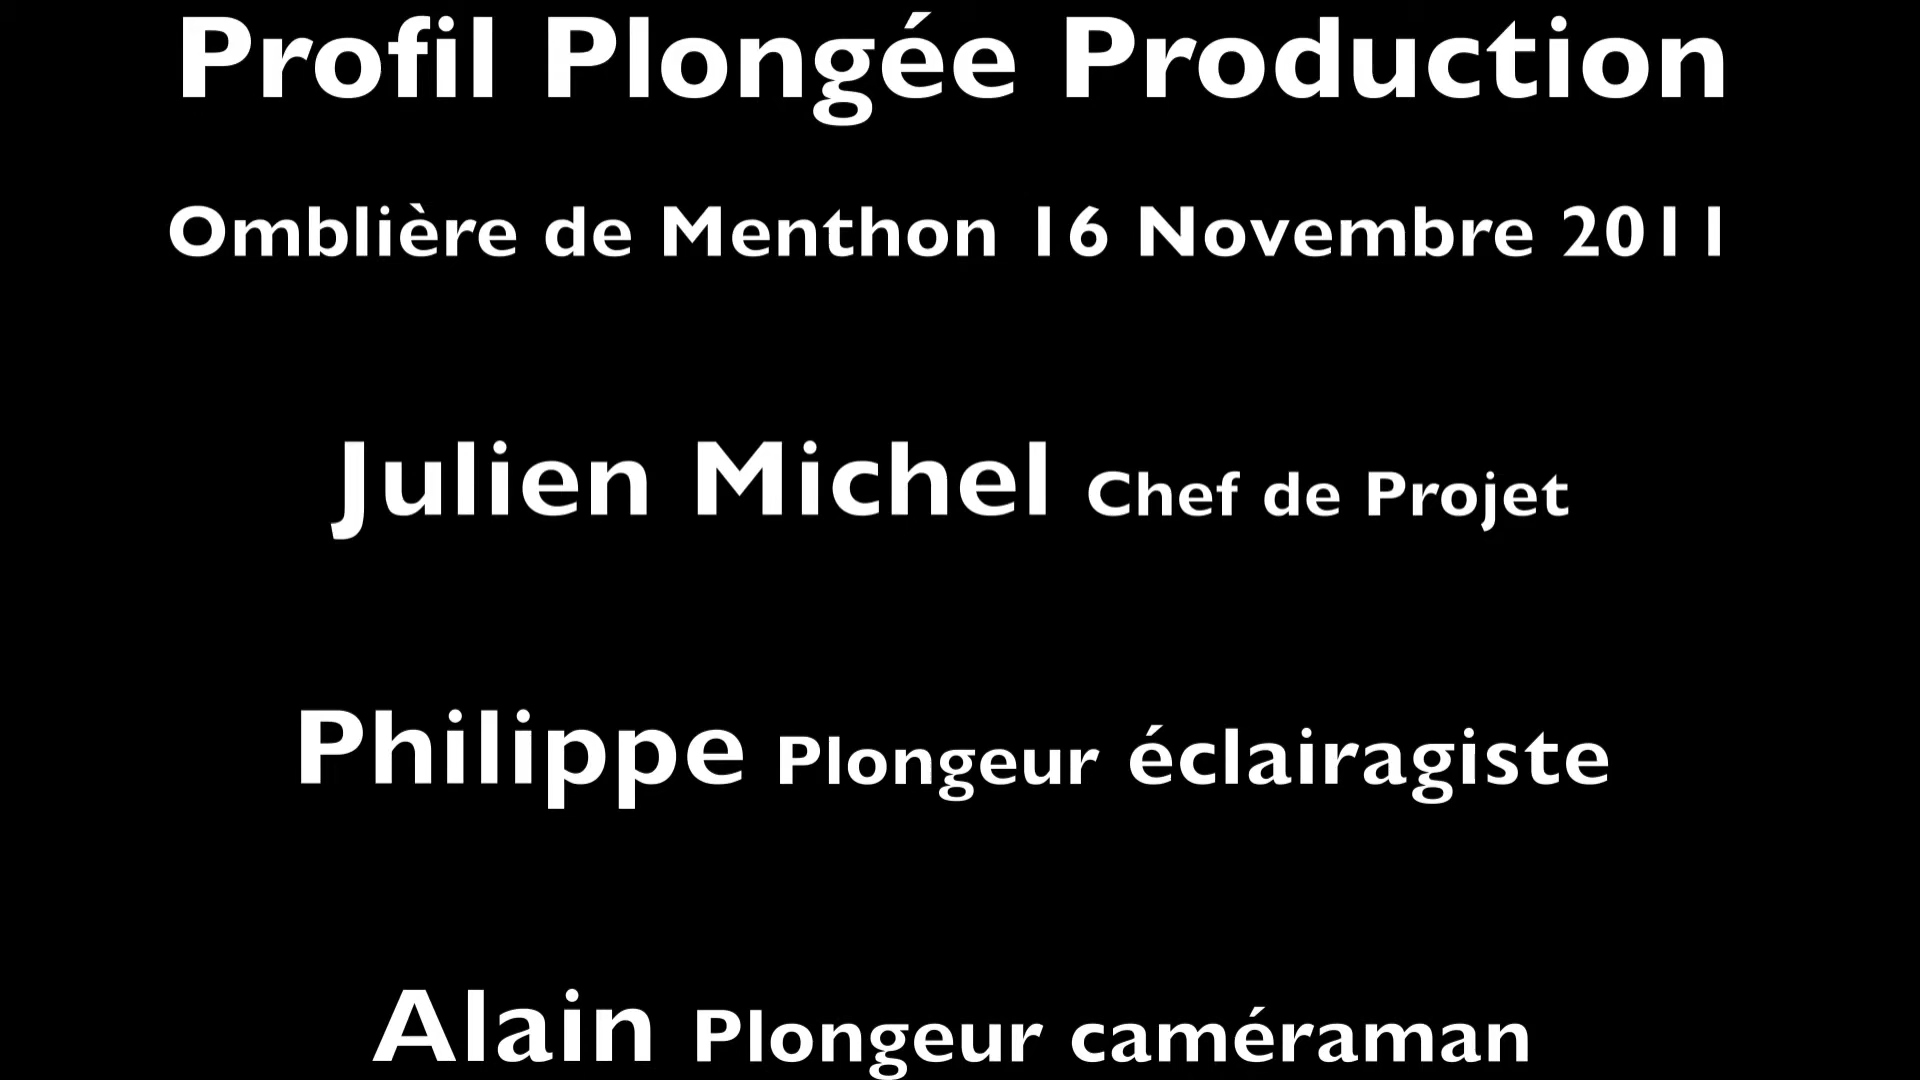 Profil Plongée Production
Omblière de Menthon 16 Novembre 2011
Julien Michel Chef de Projet
Philippe Plongeur éclairagiste
Alain Plongeur caméraman